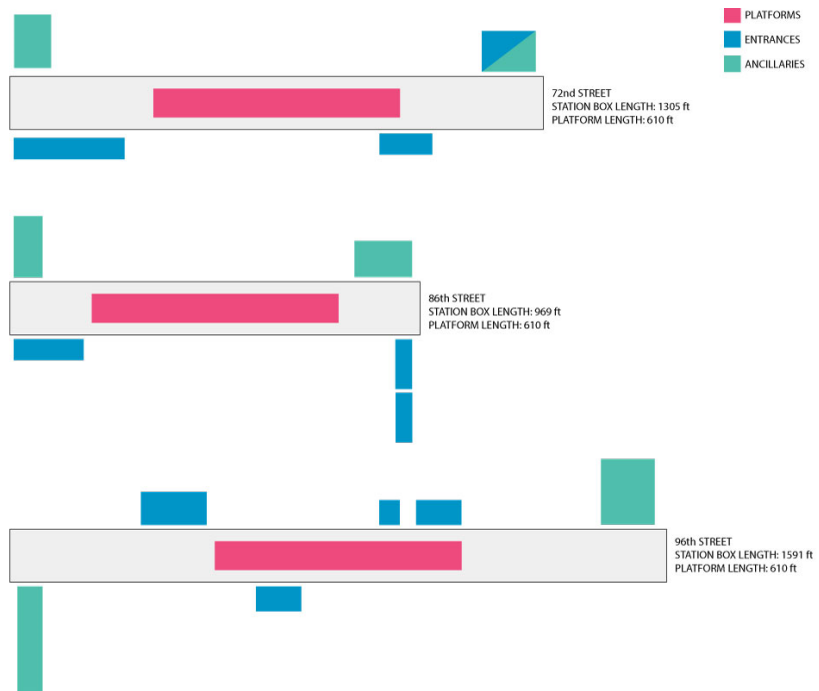 PLATFORMS
ENTRANCES
ANCILLARIES
72nd STREET
STATION BOX LENGTH: 1305 ft
PLATFORM LENGTH: 610 ft
86th STREET
STATION BOX LENGTH: 969 ft
PLATFORM LENGTH: 610 ft
96th STREET
STATION BOX LENGTH: 1591 ft
PLATFORM LENGTH: 610 ft